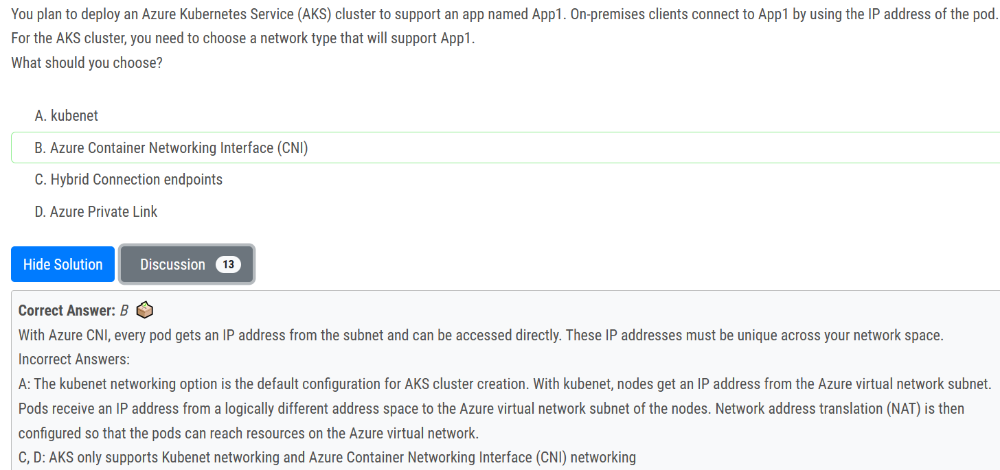 You plan to deploy an Azure Kubernetes Service (AKS) cluster to support an app named App1. On-premises clients connect to App1 by using the IP address of the pod.
For the AKS cluster, you need to choose a network type that will support App1.
What should you choose?
A. kubenet
B. Azure Container Networking Interface (CNI)
C. Hybrid Connection endpoints
D. Azure Private Link
Hide Solution
Discussion 13
Correct Answer: B
With Azure CNI, every pod gets an IP address from the subnet and can be accessed directly. These IP addresses must be unique across your network space.
Incorrect Answers:
A: The kubenet networking option is the default configuration for AKS cluster creation. With kubenet, nodes get an IP address from the Azure virtual network subnet.
Pods receive an IP address from a logically different address space to the Azure virtual network subnet of the nodes. Network address translation (NAT) is then
configured so that the pods can reach resources on the Azure virtual network.
C, D: AKS only supports Kubenet networking and Azure Container Networking Interface (CNI) networking